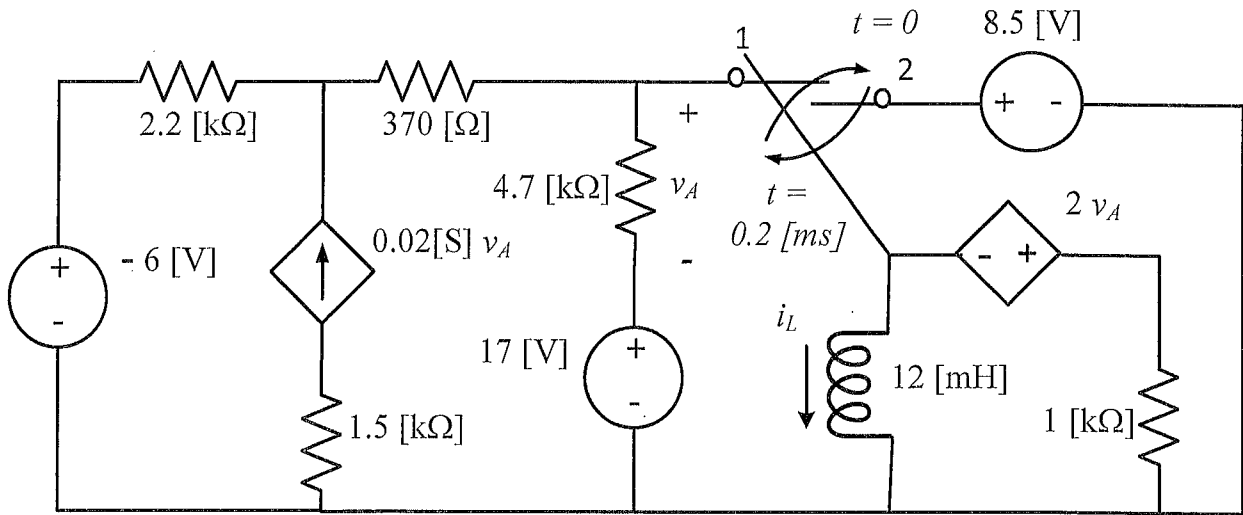 t = 0
8.5 [V]
1
2
+ -
2.2 [kΩ]
370 [Ω]
+
4.7 [kΩ]
v_A
-
t =
0.2 [ms]
2 v_A
- +
0.02[S] v_A
+
- 6 [V]
-
i_L
17 [V]
+
-
12 [mH]
1.5 [kΩ]
1 [kΩ]